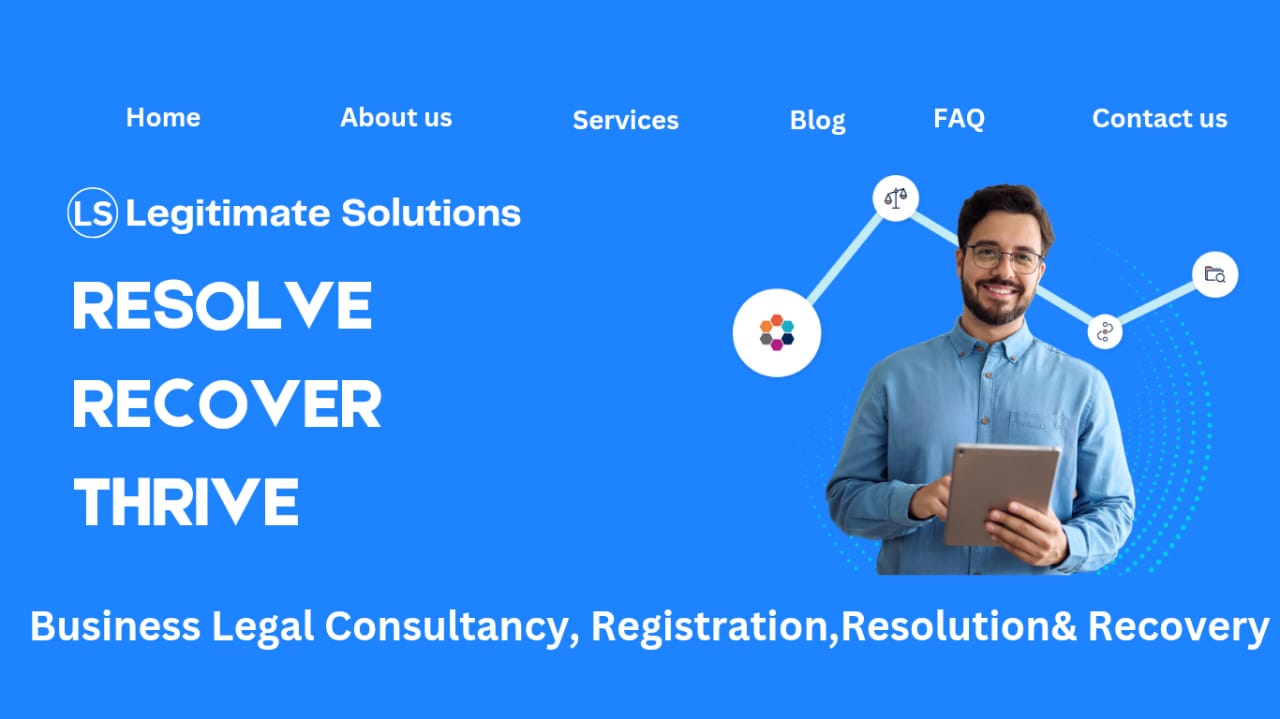 Home About us Services Blog FAQ Contact us
LS Legitimate Solutions
RESOLVE
RECOVER
THRIVE
Business Legal Consultancy, Registration,Resolution& Recovery